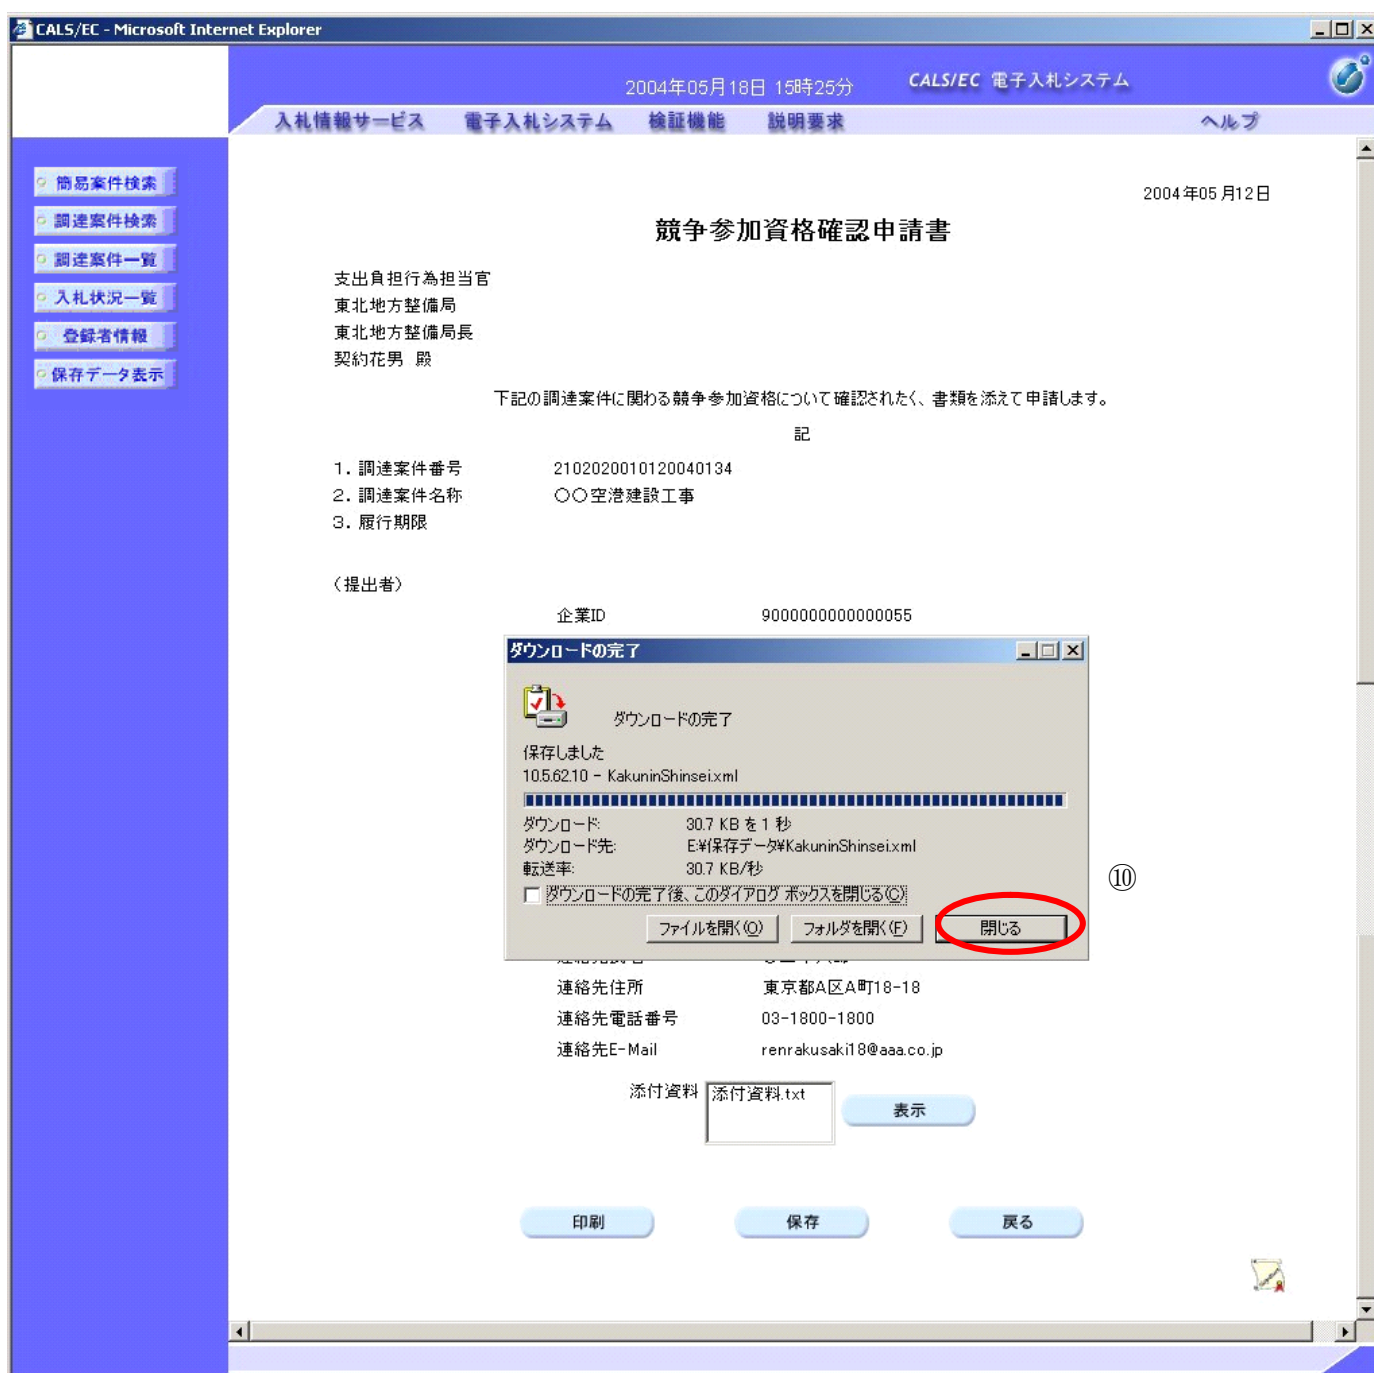 CALS/EC - Microsoft Internet Explorer
2004年05月18日 15時25分
CALS/EC 電子入札システム
入札情報サービス 電子入札システム 検証機能 説明要求 ヘルプ
簡易案件検索
調達案件検索
調達案件一覧
入札状況一覧
登録者情報
保存データ表示
2004年05月12日
競争参加資格確認申請書
支出負担行為担当官
東北地方整備局
東北地方整備局長
契約花男 殿
下記の調達案件に関わる競争参加資格について確認されたく、書類を添えて申請します。
記
1. 調達案件番号 2102020010120040134
2. 調達案件名称 〇〇空港建設工事
3. 履行期限
〈提出者〉
企業ID 9000000000000055
ダウンロードの完了
ダウンロードの完了
保存しました
10.5.62.10 - KakuninShinsei.xml
ダウンロード: 30.7 KB を 1 秒
ダウンロード先: E:¥保存データ¥KakuninShinsei.xml
転送率: 30.7 KB/秒
ダウンロードの完了後、このダイアログ ボックスを閉じる(C)
ファイルを開く(O) フォルダを開く(F) 閉じる
⑩
連絡先住所 東京都A区A町18-18
連絡先電話番号 03-1800-1800
連絡先E-Mail renrakusaki18@aaa.co.jp
添付資料 添付資料.txt 表示
印刷 保存 戻る